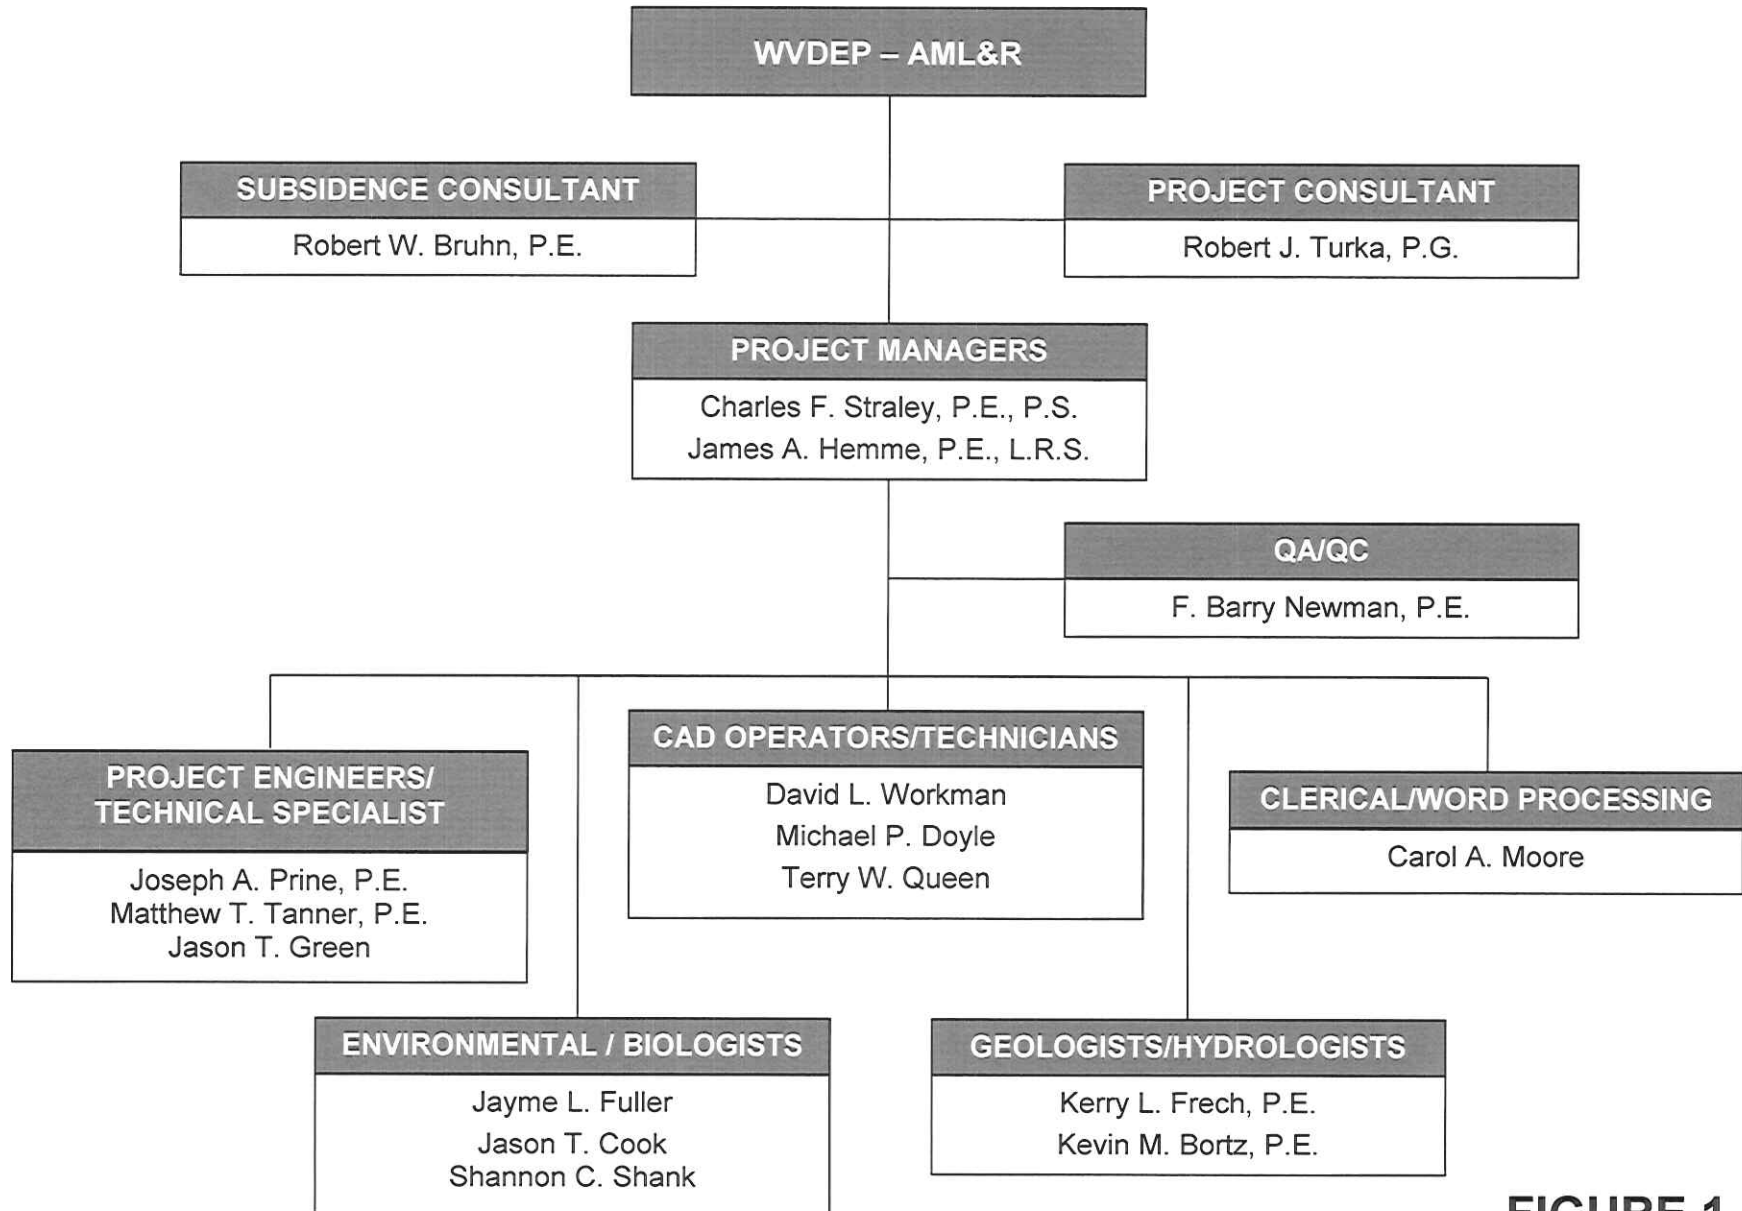 WVDEP – AML&R
SUBSIDENCE CONSULTANT
Robert W. Bruhn, P.E.
PROJECT CONSULTANT
Robert J. Turka, P.G.
PROJECT MANAGERS
Charles F. Straley, P.E., P.S.
James A. Hemme, P.E., L.R.S.
QA/QC
F. Barry Newman, P.E.
PROJECT ENGINEERS/
TECHNICAL SPECIALIST
Joseph A. Prine, P.E.
Matthew T. Tanner, P.E.
Jason T. Green
CAD OPERATORS/TECHNICIANS
David L. Workman
Michael P. Doyle
Terry W. Queen
CLERICAL/WORD PROCESSING
Carol A. Moore
ENVIRONMENTAL / BIOLOGISTS
Jayme L. Fuller
Jason T. Cook
Shannon C. Shank
GEOLOGISTS/HYDROLOGISTS
Kerry L. Frech, P.E.
Kevin M. Bortz, P.E.
FIGURE 1